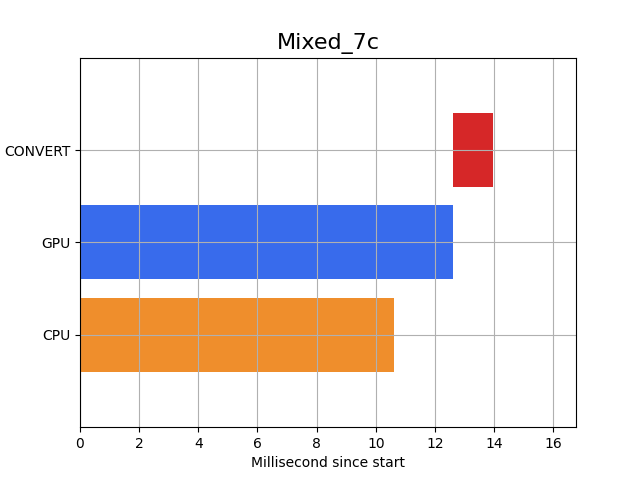 Mixed_7c
CONVERT
GPU
CPU
0 2 4 6 8 10 12 14 16
Millisecond since start